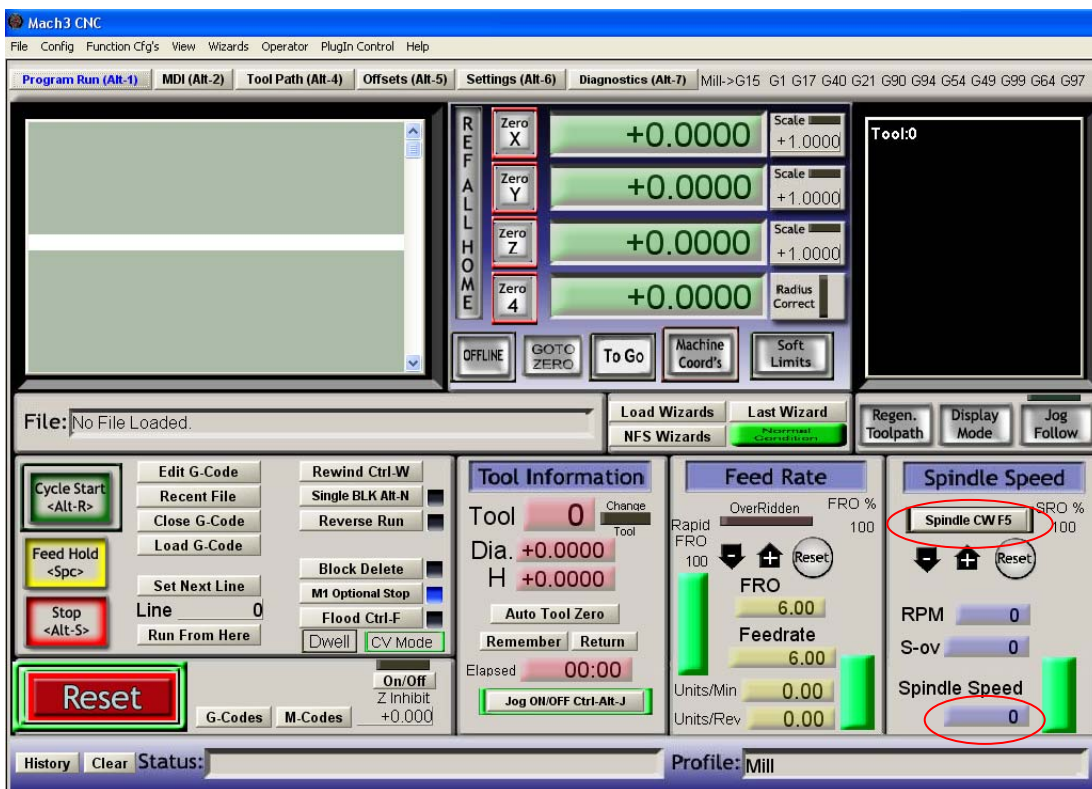 Mach3 CNC
File Config Function Cfg's View Wizards Operator PlugIn Control Help
Program Run (Alt-1) MDI (Alt-2) Tool Path (Alt-4) Offsets (Alt-5) Settings (Alt-6) Diagnostics (Alt-7) Mill->G15 G1 G17 G40 G21 G90 G94 G54 G49 G99 G64 G97
REF ALL HOME
Zero X +0.0000 Scale +1.0000
Zero Y +0.0000 Scale +1.0000
Zero Z +0.0000 Scale +1.0000
Zero 4 +0.0000 Radius Correct
OFFLINE GOTO ZERO To Go Machine Coord's Soft Limits
Tool:0
File: No File Loaded.
Load Wizards Last Wizard
NFS Wizards Normal Condition
Regen. Toolpath Display Mode Jog Follow
Cycle Start <Alt-R>
Feed Hold <Spc>
Stop <Alt-S>
Edit G-Code
Recent File
Close G-Code
Load G-Code
Set Next Line
Line 0
Run From Here
Rewind Ctrl-W
Single BLK Alt-N
Reverse Run
Block Delete
M1 Optional Stop
Flood Ctrl-F
Dwell CV Mode
Reset
G-Codes M-Codes
On/Off
Z Inhibit
+0.000
Tool Information
Tool 0 Change Tool
Dia. +0.0000
H +0.0000
Auto Tool Zero
Remember Return
Elapsed 00:00
Jog ON/OFF Ctrl-Alt-J
Feed Rate
OverRidden FRO %
100
Rapid FRO
100
Reset
FRO
6.00
Feedrate
6.00
Units/Min 0.00
Units/Rev 0.00
Spindle Speed
Spindle CW F5 SRO %
100
Reset
RPM 0
S-ov 0
Spindle Speed
0
History Clear Status: Profile: Mill